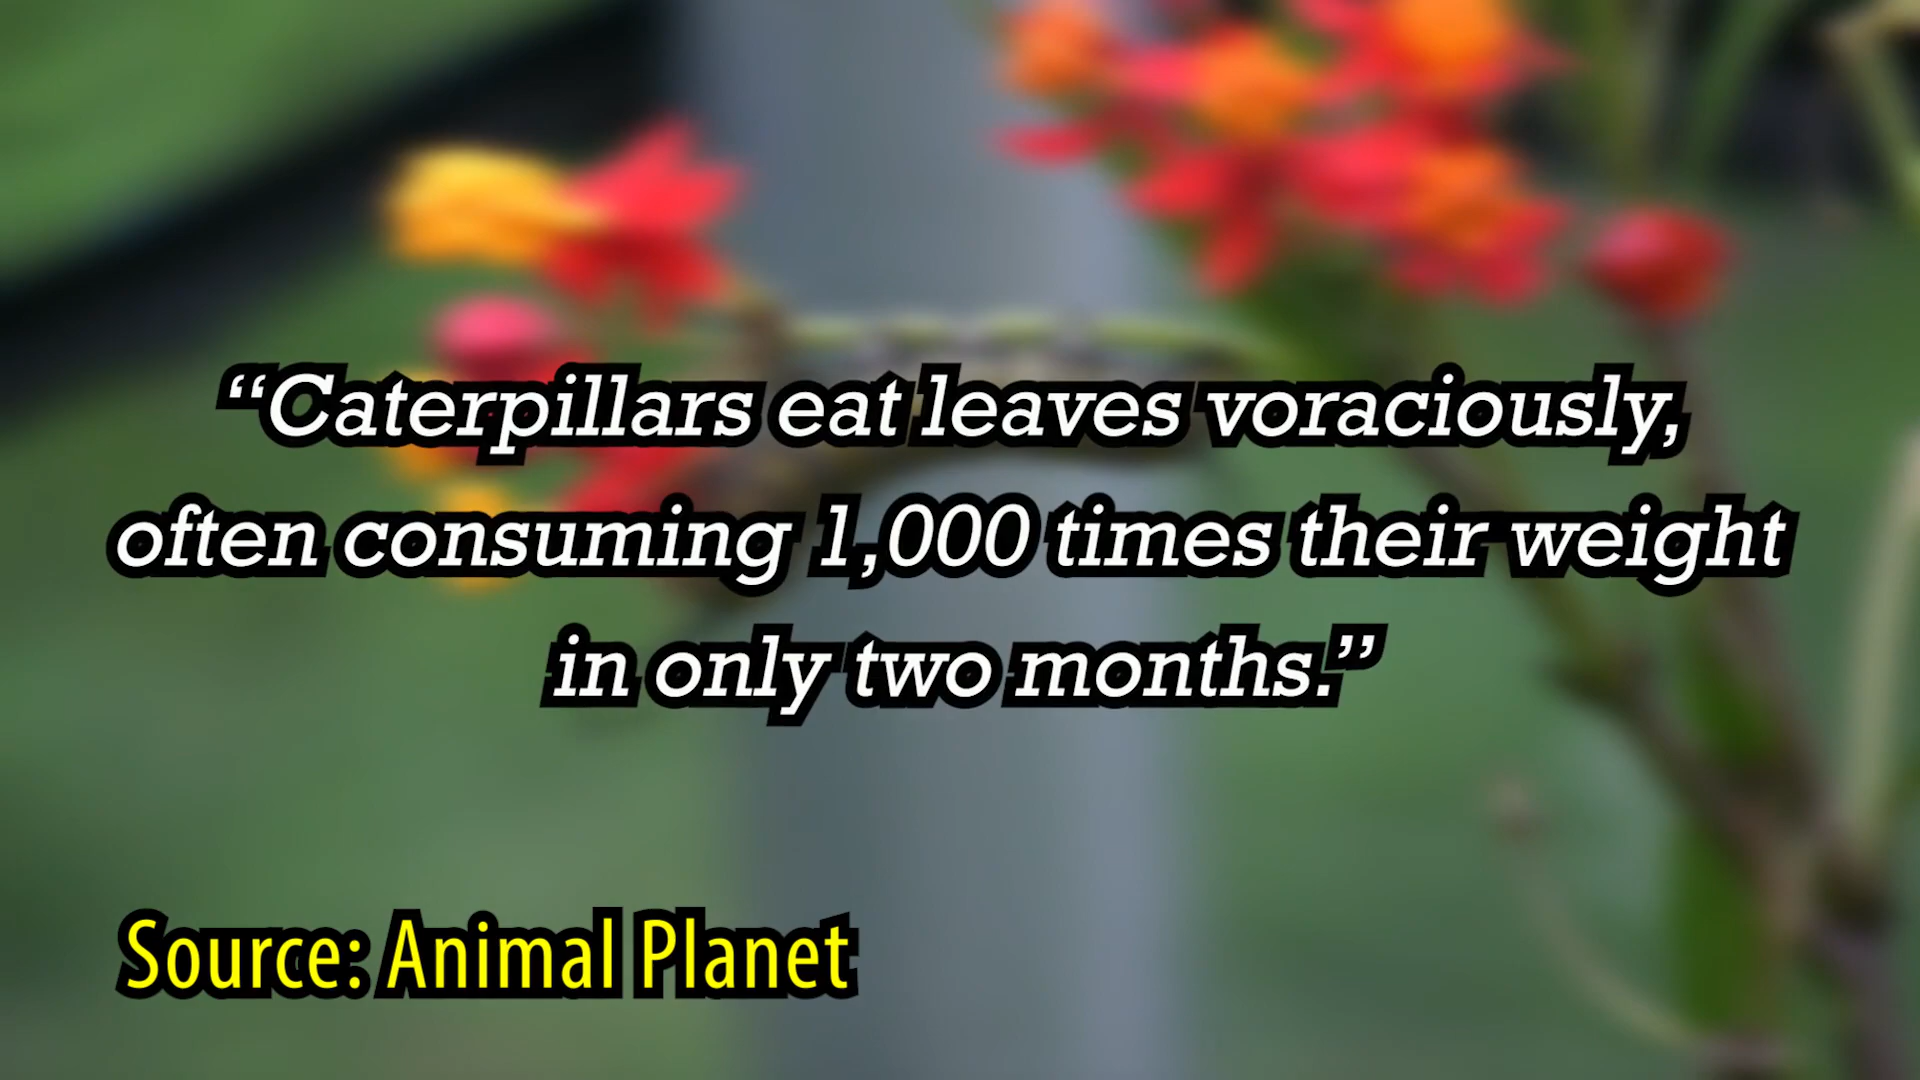 “Caterpillars eat leaves voraciously,
often consuming 1,000 times their weight
in only two months.”
Source: Animal Planet